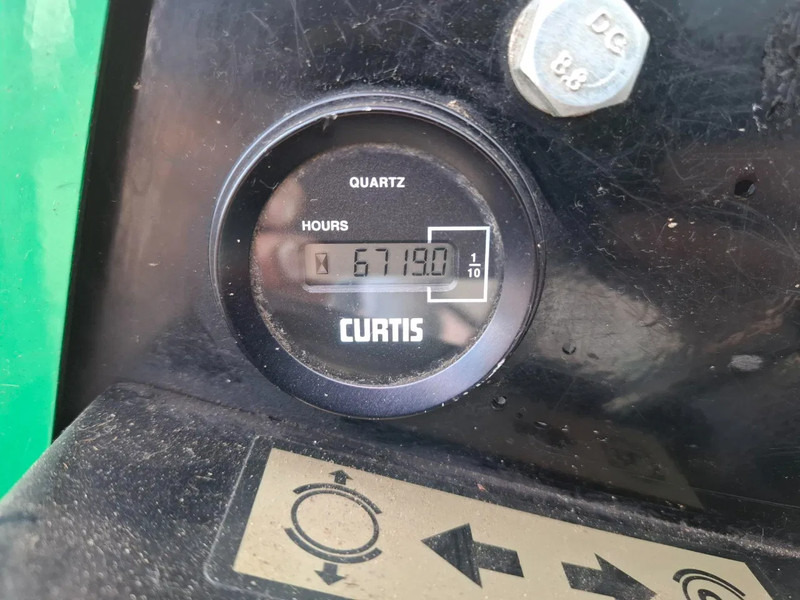 DC
8.8
QUARTZ
HOURS
6719.0 1/10
CURTIS